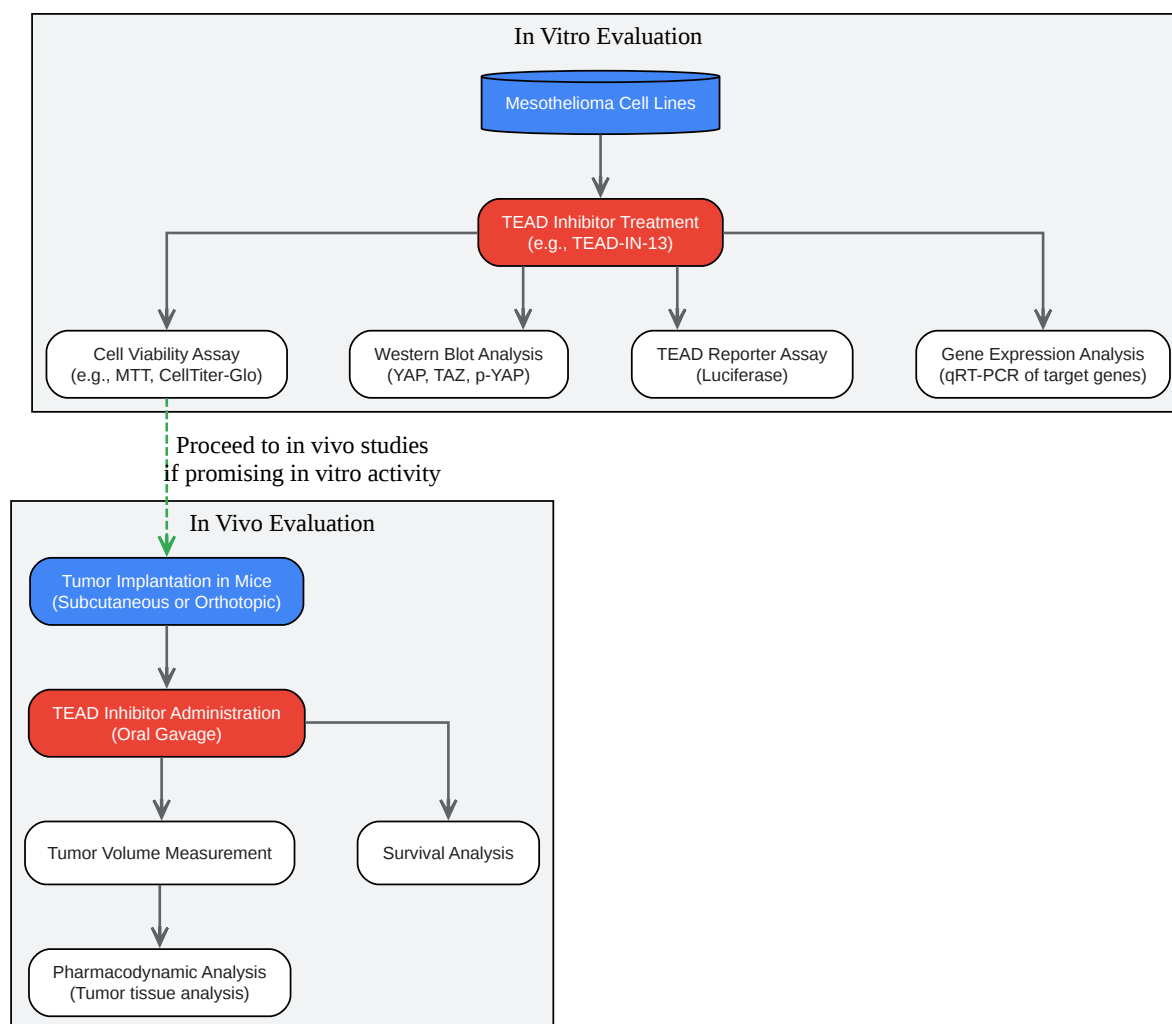 In Vitro Evaluation
Mesothelioma Cell Lines
TEAD Inhibitor Treatment
(e.g., TEAD-IN-13)
Cell Viability Assay
(e.g., MTT, CellTiter-Glo)
Western Blot Analysis
(YAP, TAZ, p-YAP)
TEAD Reporter Assay
(Luciferase)
Gene Expression Analysis
(qRT-PCR of target genes)
Proceed to in vivo studies
if promising in vitro activity
In Vivo Evaluation
Tumor Implantation in Mice
(Subcutaneous or Orthotopic)
TEAD Inhibitor Administration
(Oral Gavage)
Tumor Volume Measurement
Survival Analysis
Pharmacodynamic Analysis
(Tumor tissue analysis)